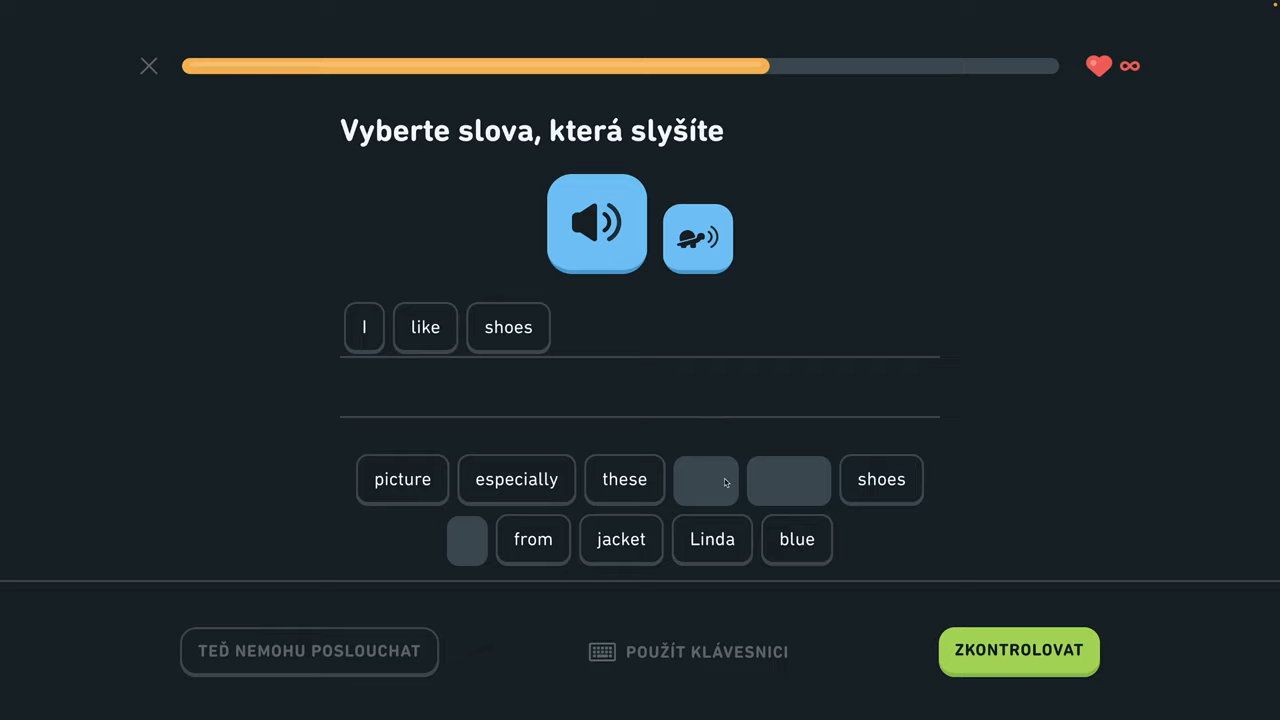 Vyberte slova, která slyšíte
I like shoes
picture especially these shoes
from jacket Linda blue
TEĎ NEMOHU POSLOUCHAT POUŽÍT KLÁVESNICI ZKONTROLOVAT